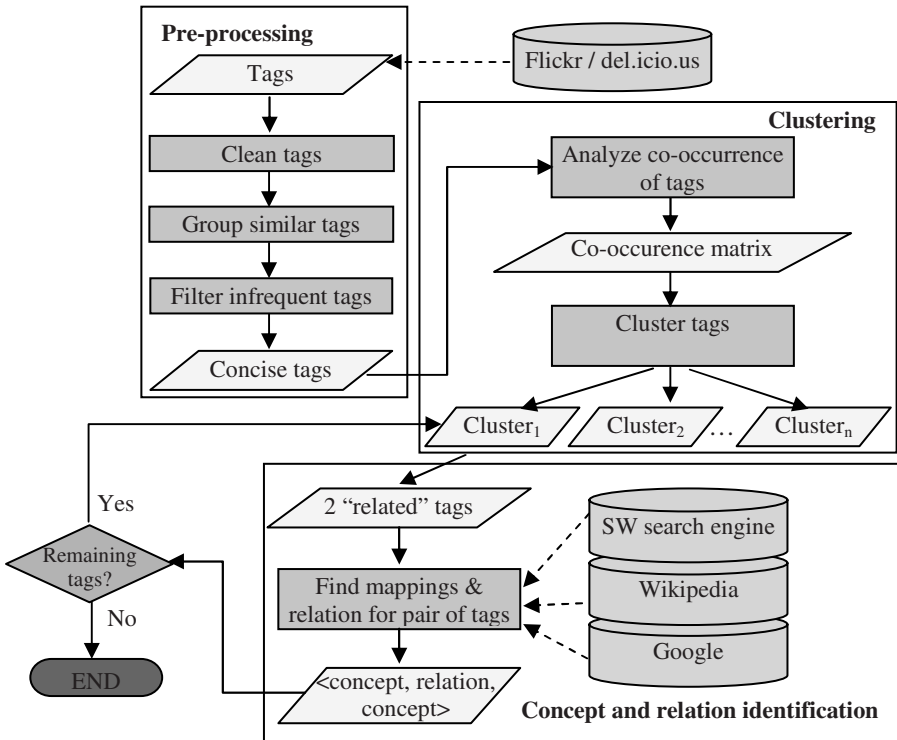 Pre-processing
Tags
Flickr / del.icio.us
Clean tags
Group similar tags
Filter infrequent tags
Concise tags
Clustering
Analyze co-occurrence
of tags
Co-occurence matrix
Cluster tags
Cluster1
Cluster2
…
Clustern
2 “related” tags
Find mappings &
relation for pair of tags
<concept, relation,
concept>
SW search engine
Wikipedia
Google
Concept and relation identification
Yes
Remaining
tags?
No
END